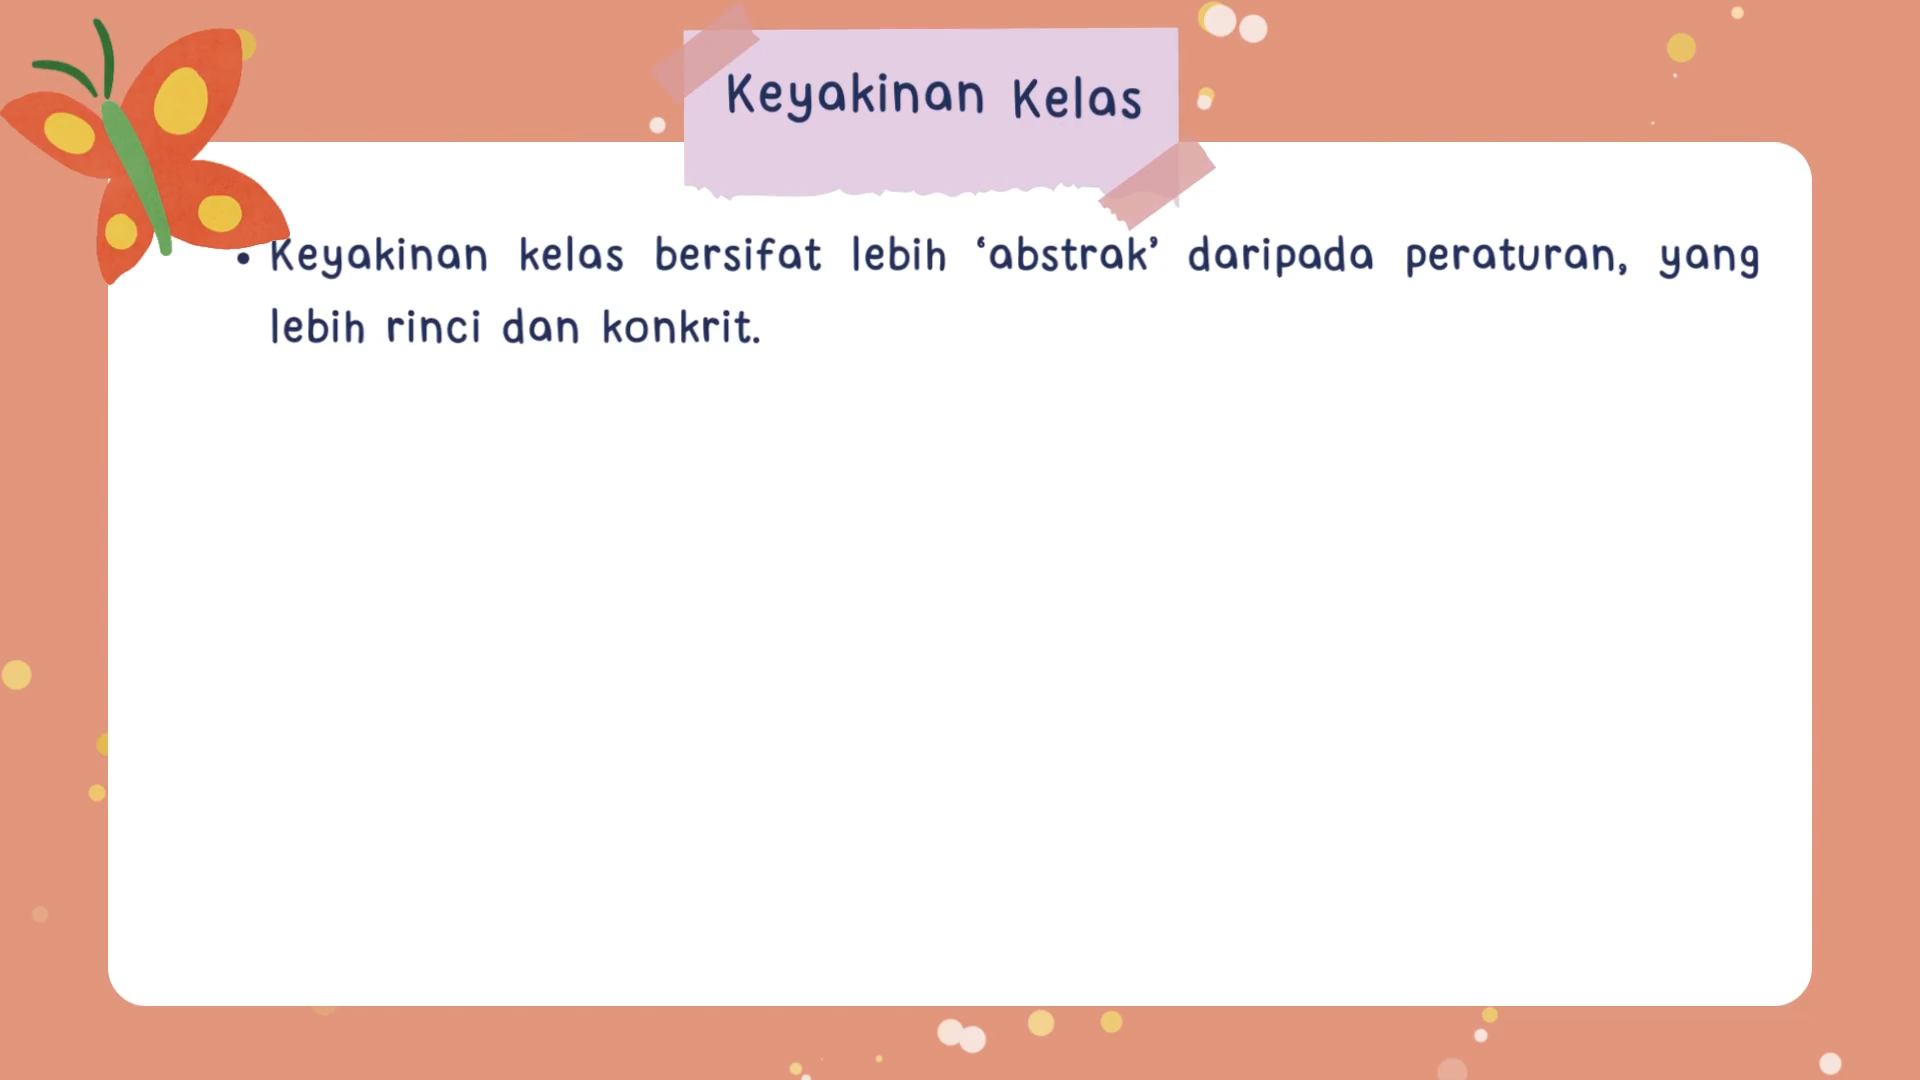 Keyakinan Kelas
• Keyakinan kelas bersifat lebih ‘abstrak’ daripada peraturan, yang
lebih rinci dan konkrit.